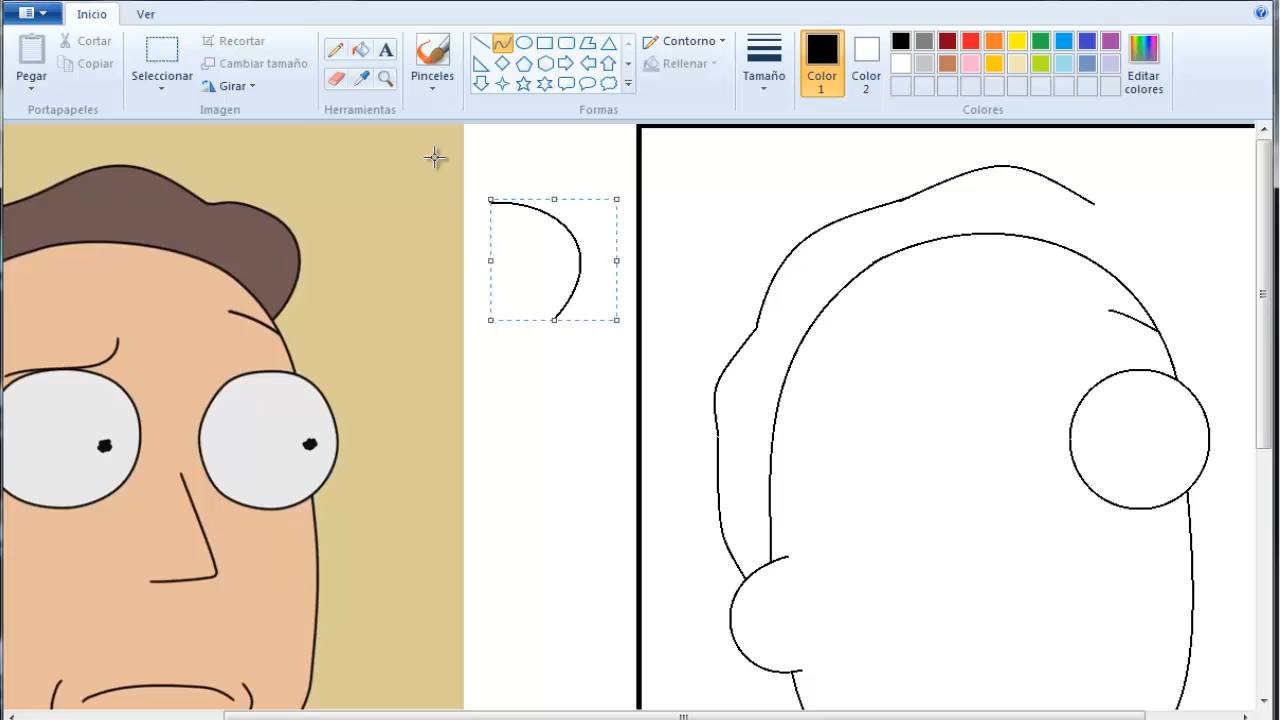 Inicio Ver
Pegar
Cortar
Copiar
Portapapeles
Seleccionar
Recortar
Cambiar tamaño
Girar
Imagen
A
Herramientas
Pinceles
Contorno
Rellenar
Formas
Tamaño
Color
1
Color
2
Editar
colores
Colores